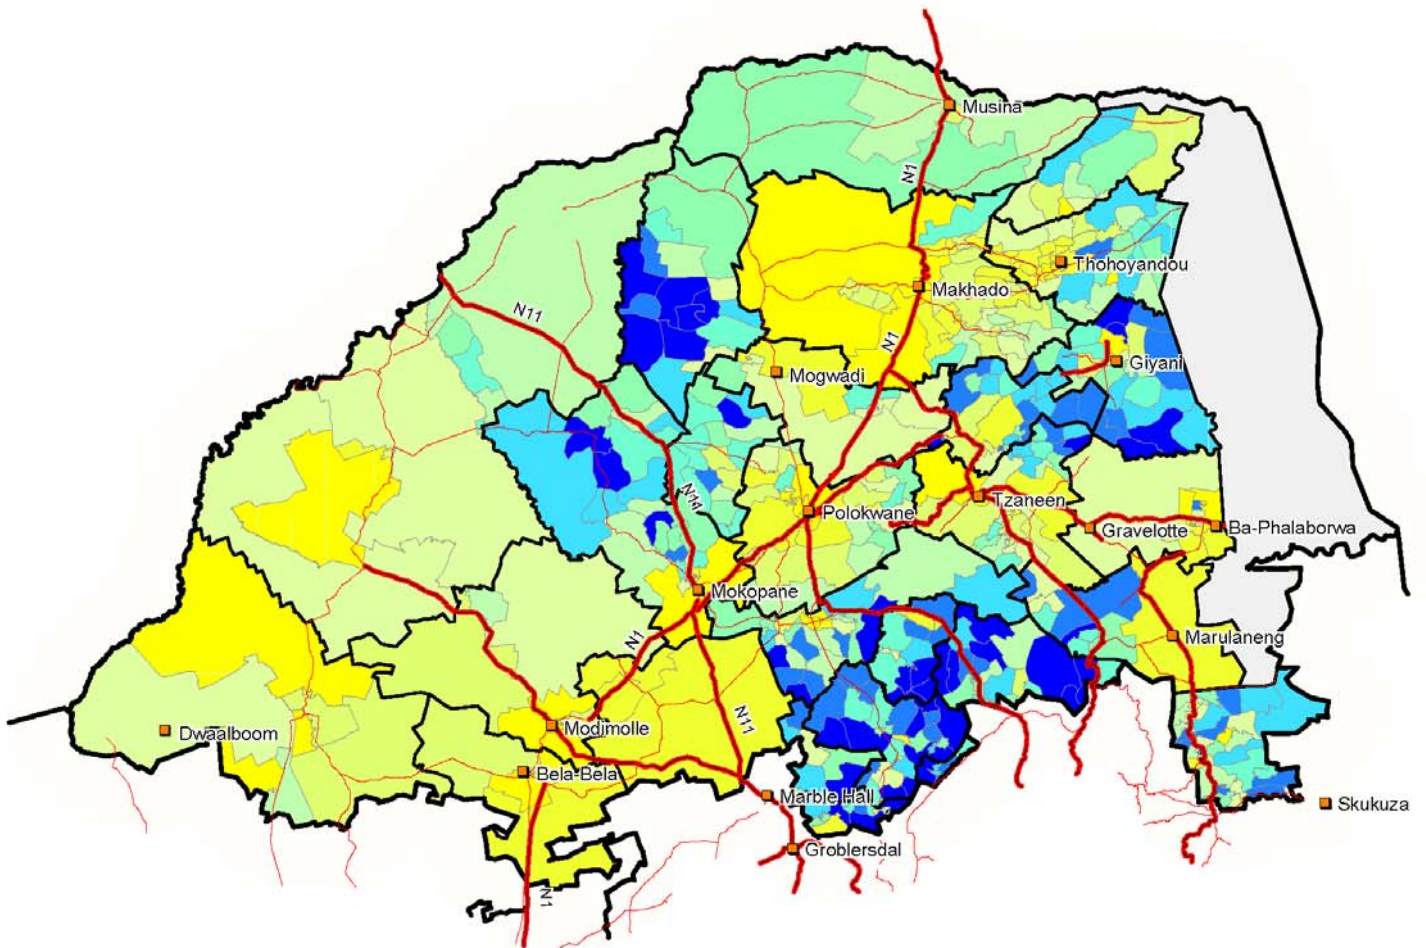 Musina
N1
Thohoyandou
Makhado
N11
N1
Giyani
Mogwadi
N11
Tzaneen
Polokwane
Gravelotte
Ba-Phalaborwa
Mokopane
N1
Marulaneng
N11
Modimolle
Dwaalboom
Bela-Bela
Marble Hall
Skukuza
Groblersdal
N1